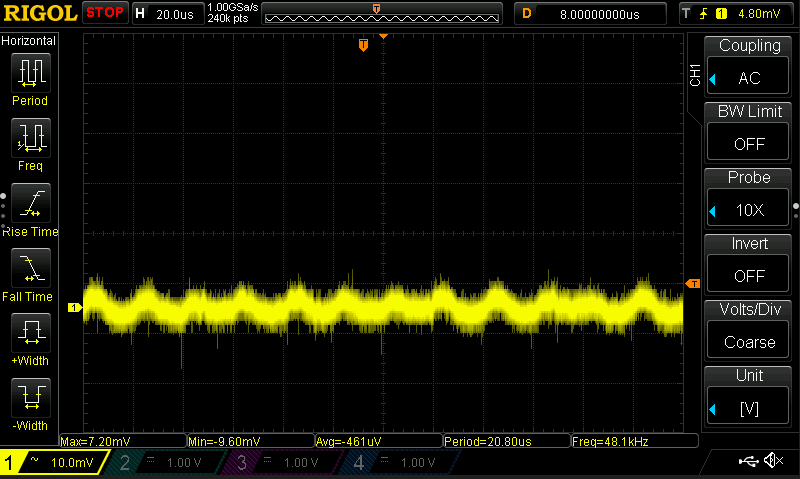 RIGOL STOP H 20.0us 1.00GSa/s 240k pts T D 8.00000000us T 1 4.80mV
Horizontal
Period
Freq
Rise Time
Fall Time
+Width
-Width
T
1
T
CH1
Coupling
AC
BW Limit
OFF
Probe
10X
Invert
OFF
Volts/Div
Coarse
Unit
[V]
Max=7.20mV Min=-9.60mV Avg=-461uV Period=20.80us Freq=48.1kHz
1 ~ 10.0mV 2 1.00 V 3 1.00 V 4 1.00 V